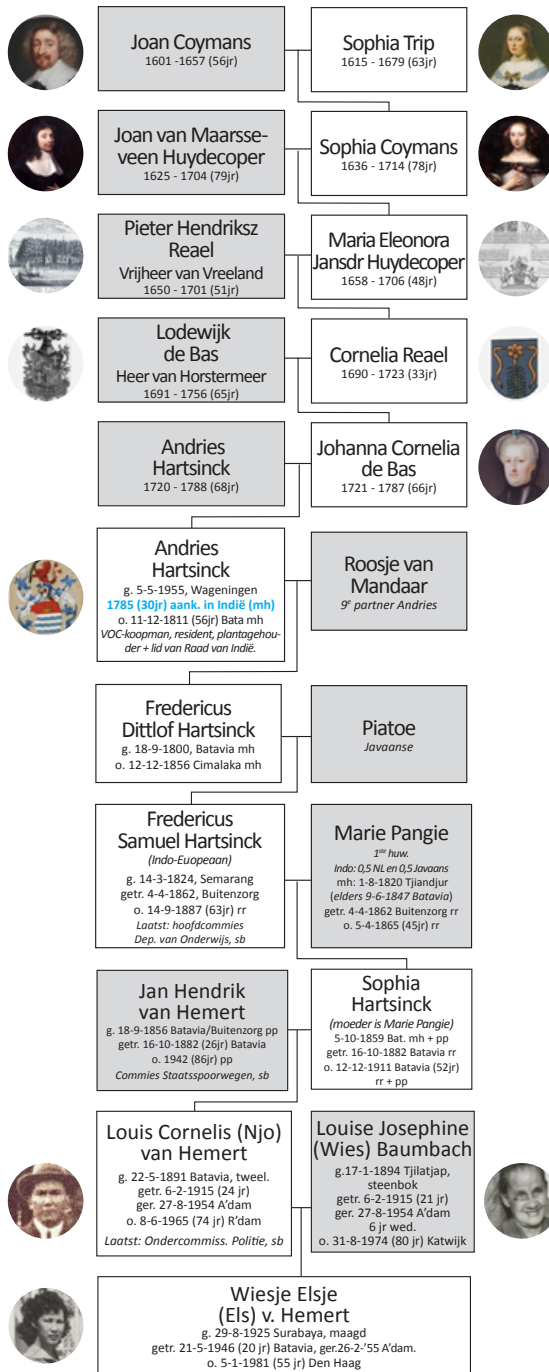 Joan Coymans
1601 -1657 (56jr)
Sophia Trip
1615 - 1679 (63jr)
Joan van Maarsse-
veen Huydecoper
1625 - 1704 (79jr)
Sophia Coymans
1636 - 1714 (78jr)
Pieter Hendriksz
Reael
Vrijheer van Vreeland
1650 - 1701 (51jr)
Maria Eleonora
Jansdr Huydecoper
1658 - 1706 (48jr)
Lodewijk
de Bas
Heer van Horstermeer
1691 - 1756 (65jr)
Cornelia Reael
1690 - 1723 (33jr)
Andries
Hartsinck
1720 - 1788 (68jr)
Johanna Cornelia
de Bas
1721 - 1787 (66jr)
Andries
Hartsinck
g. 5-5-1955, Wageningen
1785 (30jr) aank. in Indië (mh)
o. 11-12-1811 (56jr) Bata mh
VOC-koopman, resident, plantagehou-
der + lid van Raad van Indië.
Roosje van
Mandaar
9e partner Andries
Fredericus
Dittlof Hartsinck
g. 18-9-1800, Batavia mh
o. 12-12-1856 Cimalaka mh
Piatoe
Javaanse
Fredericus
Samuel Hartsinck
(Indo-Euopeaan)
g. 14-3-1824, Semarang
getr. 4-4-1862, Buitenzorg
o. 14-9-1887 (63jr) rr
Laatst: hoofdcommies
Dep. van Onderwijs, sb
Marie Pangie
1ste huw.
Indo: 0,5 NL en 0,5 Javaans
mh: 1-8-1820 Tjiandjur
(elders 9-6-1847 Batavia)
getr. 4-4-1862 Buitenzorg rr
o. 5-4-1865 (45jr) rr
Jan Hendrik
van Hemert
g. 18-9-1856 Batavia/Buitenzorg pp
getr. 16-10-1882 (26jr) Batavia
o. 1942 (86jr) pp
Commies Staatsspoorwegen, sb
Sophia
Hartsinck
(moeder is Marie Pangie)
5-10-1859 Bat. mh + pp
getr. 16-10-1882 Batavia rr
o. 12-12-1911 Batavia (52jr)
rr + pp
Louis Cornelis (Njo)
van Hemert
g. 22-5-1891 Batavia, tweel.
getr. 6-2-1915 (24 jr)
ger. 27-8-1954 A'dam
o. 8-6-1965 (74 jr) R'dam
Laatst: Ondercommiss. Politie, sb
Louise Josephine
(Wies) Baumbach
g.17-1-1894 Tjilatjap,
steenbok
getr. 6-2-1915 (21 jr)
ger. 27-8-1954 A'dam
6 jr wed.
o. 31-8-1974 (80 jr) Katwijk
Wiesje Elsje
(Els) v. Hemert
g. 29-8-1925 Surabaya, maagd
getr. 21-5-1946 (20 jr) Batavia, ger.26-2-'55 A'dam.
o. 5-1-1981 (55 jr) Den Haag